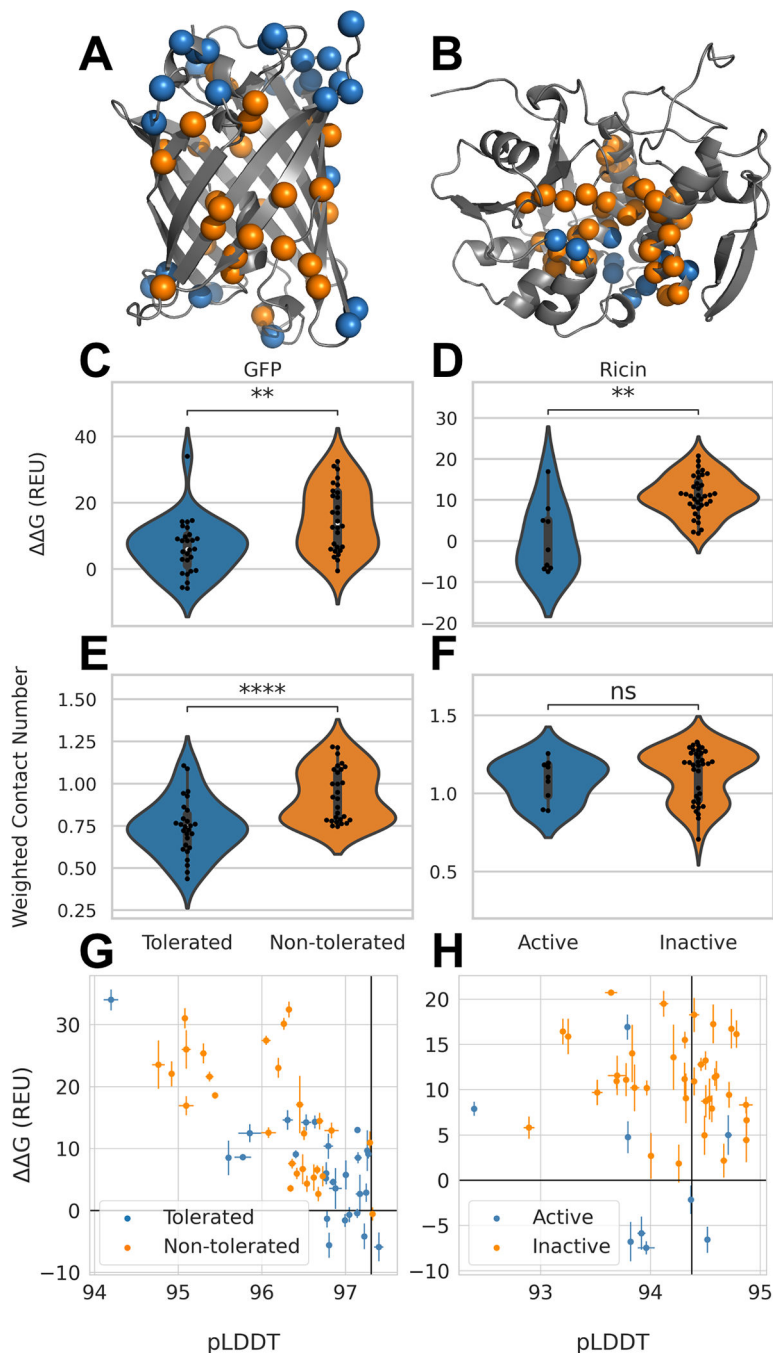 A
B
C
D
GFP
Ricin
**
**
ΔΔG (REU)
40
20
0
30
20
10
0
−10
−20
E
F
****
ns
Weighted Contact Number
1.50
1.25
1.00
0.75
0.50
0.25
1.5
1.0
0.5
Tolerated
Non-tolerated
Active
Inactive
G
H
ΔΔG (REU)
30
20
10
0
−10
Tolerated
Non-tolerated
94
95
96
97
pLDDT
20
15
10
5
0
−5
−10
Active
Inactive
93
94
95
pLDDT